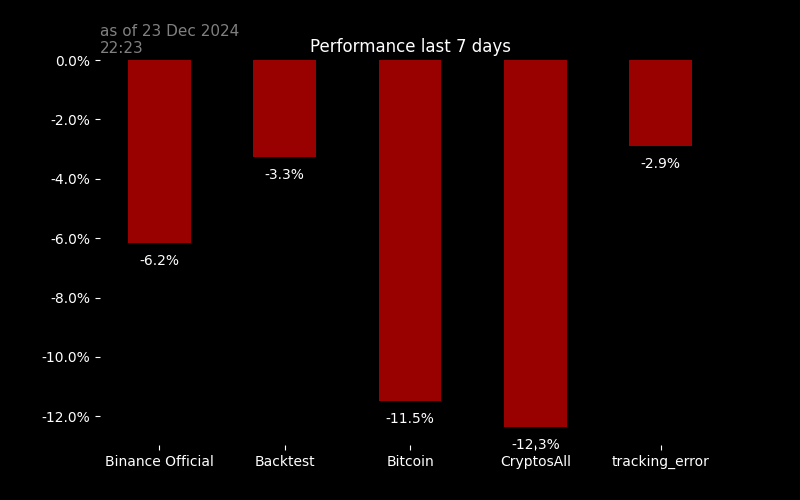 as of 23 Dec 2024
22:23
Performance last 7 days
0.0%
-2.0%
-4.0%
-6.0%
-8.0%
-10.0%
-12.0%
-6.2%
-3.3%
-11.5%
-12.3%
-2.9%
Binance Official
Backtest
Bitcoin
CryptosAll
tracking_error